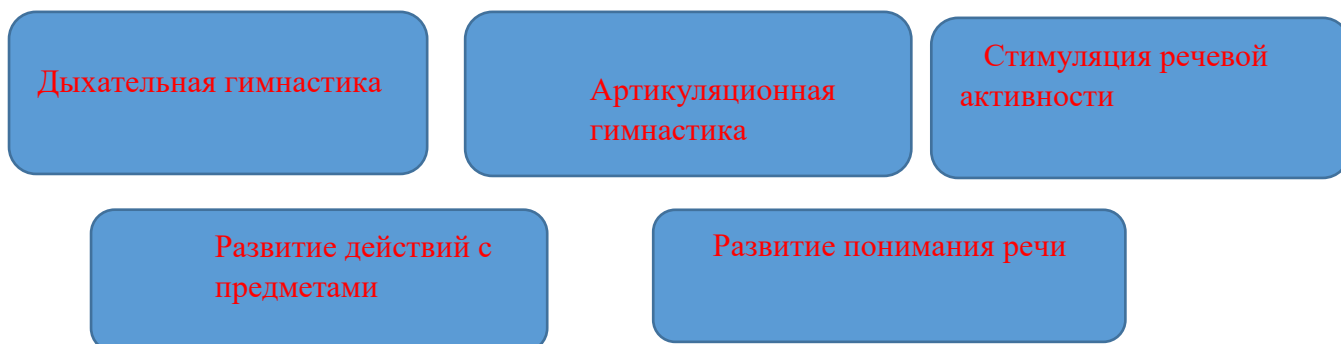 Дыхательная гимнастика
Артикуляционная
гимнастика
Стимуляция речевой
активности
Развитие действий с
предметами
Развитие понимания речи